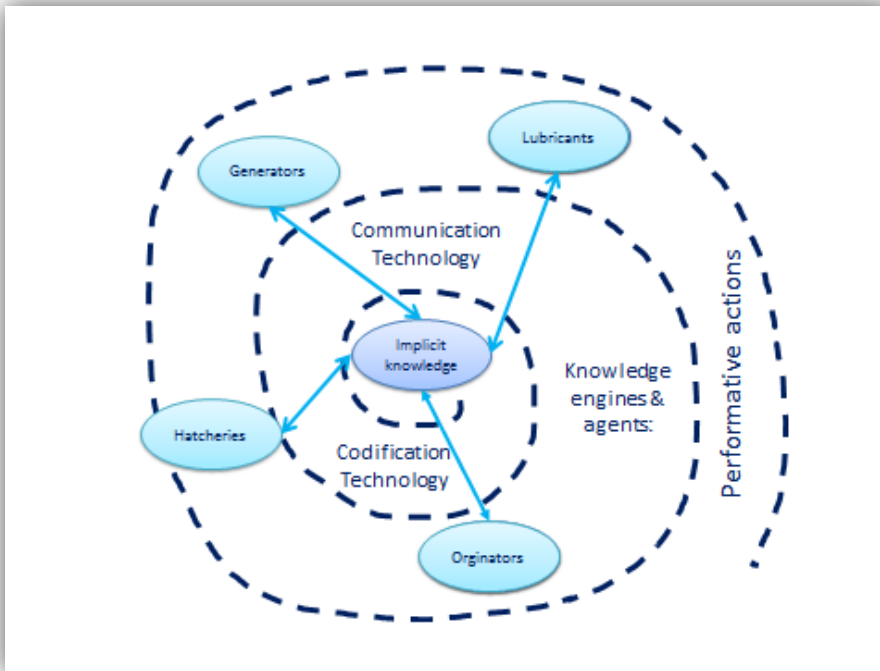 Lubricants
Generators
Communication
Technology
Implicit
knowledge
Knowledge
engines &
agents:
Performative actions
Hatcheries
Codification
Technology
Orginators